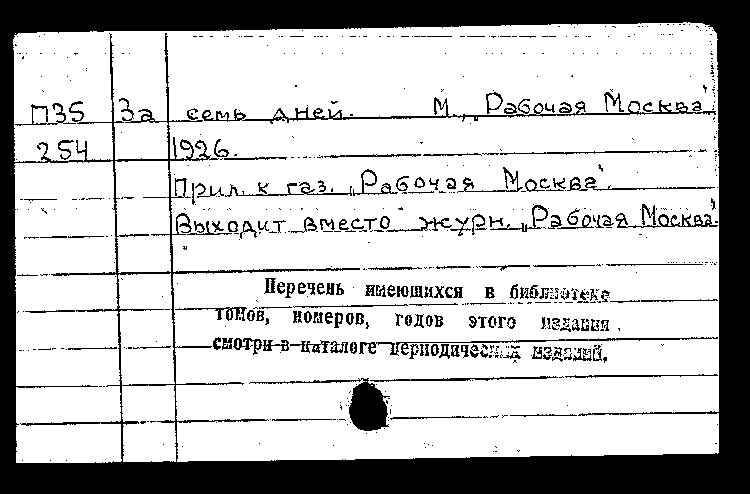 П35 За семь дней. М., „Рабочая Москва",
254 1926.
Прил. к газ. „Рабочая Москва".
Выходит вместо журн. „Рабочая Москва".
Перечень имеющихся в библиотеке
томов, номеров, годов этого издания
смотри в каталоге периодических изданий.